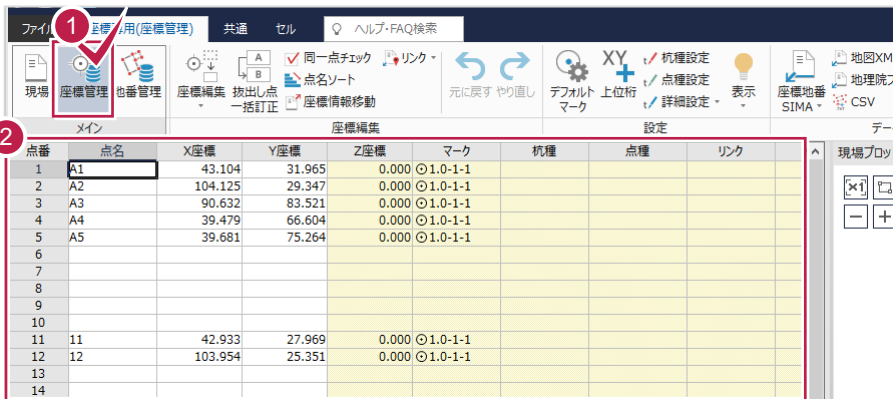 ファイル 1 座標専用(座標管理) 共通 セル ヘルプ・FAQ検索
現場 座標管理 地番管理
メイン
座標編集 抜出し点一括訂正 A B 同一点チェック リンク
点名ソート
座標情報移動
元に戻す やり直し
座標編集
デフォルトマーク XY 上位桁 杭種設定
点種設定
詳細設定
表示
設定
座標地番 SIMA
地図XM
地理院
CSV
デー
2
点番 点名 X座標 Y座標 Z座標 マーク 杭種 点種 リンク
1 A1 43.104 31.965 0.000 1.0-1-1
2 A2 104.125 29.347 0.000 1.0-1-1
3 A3 90.632 83.521 0.000 1.0-1-1
4 A4 39.479 66.604 0.000 1.0-1-1
5 A5 39.681 75.264 0.000 1.0-1-1
6
7
8
9
10
11 11 42.933 27.969 0.000 1.0-1-1
12 12 103.954 25.351 0.000 1.0-1-1
13
14
現場プロッ
×1